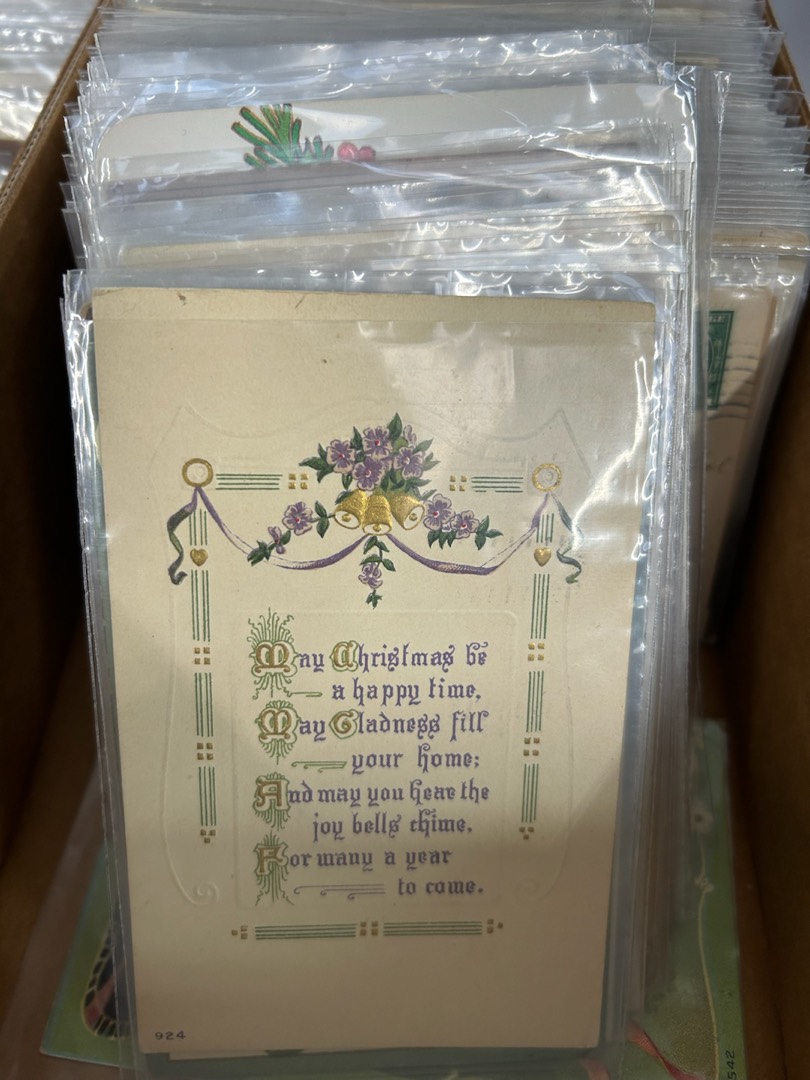 May Christmas be
a happy time,
May Gladness fill
your home;
And may you hear the
joy bells chime,
For many a year
to come.
924
542